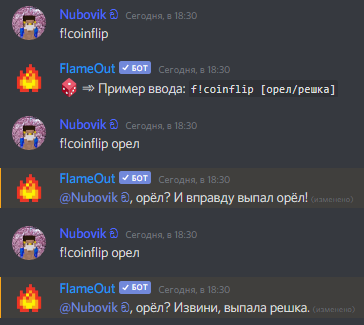 Nubovik Сегодня, в 18:30
f!coinflip
FlameOut ✓ БОТ Сегодня, в 18:30
🎲 ⇒ Пример ввода: f!coinflip [орел/решка]
Nubovik Сегодня, в 18:30
f!coinflip орел
FlameOut ✓ БОТ Сегодня, в 18:30
@Nubovik, орёл? И вправду выпал орёл! (изменено)
Nubovik Сегодня, в 18:30
f!coinflip орел
FlameOut ✓ БОТ Сегодня, в 18:30
@Nubovik, орёл? Извини, выпала решка. (изменено)